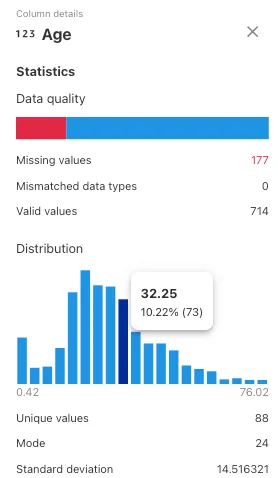 Column details
123 Age
Statistics
Data quality
Missing values 177
Mismatched data types 0
Valid values 714
Distribution
32.25
10.22% (73)
0.42 76.02
Unique values 88
Mode 24
Standard deviation 14.516321